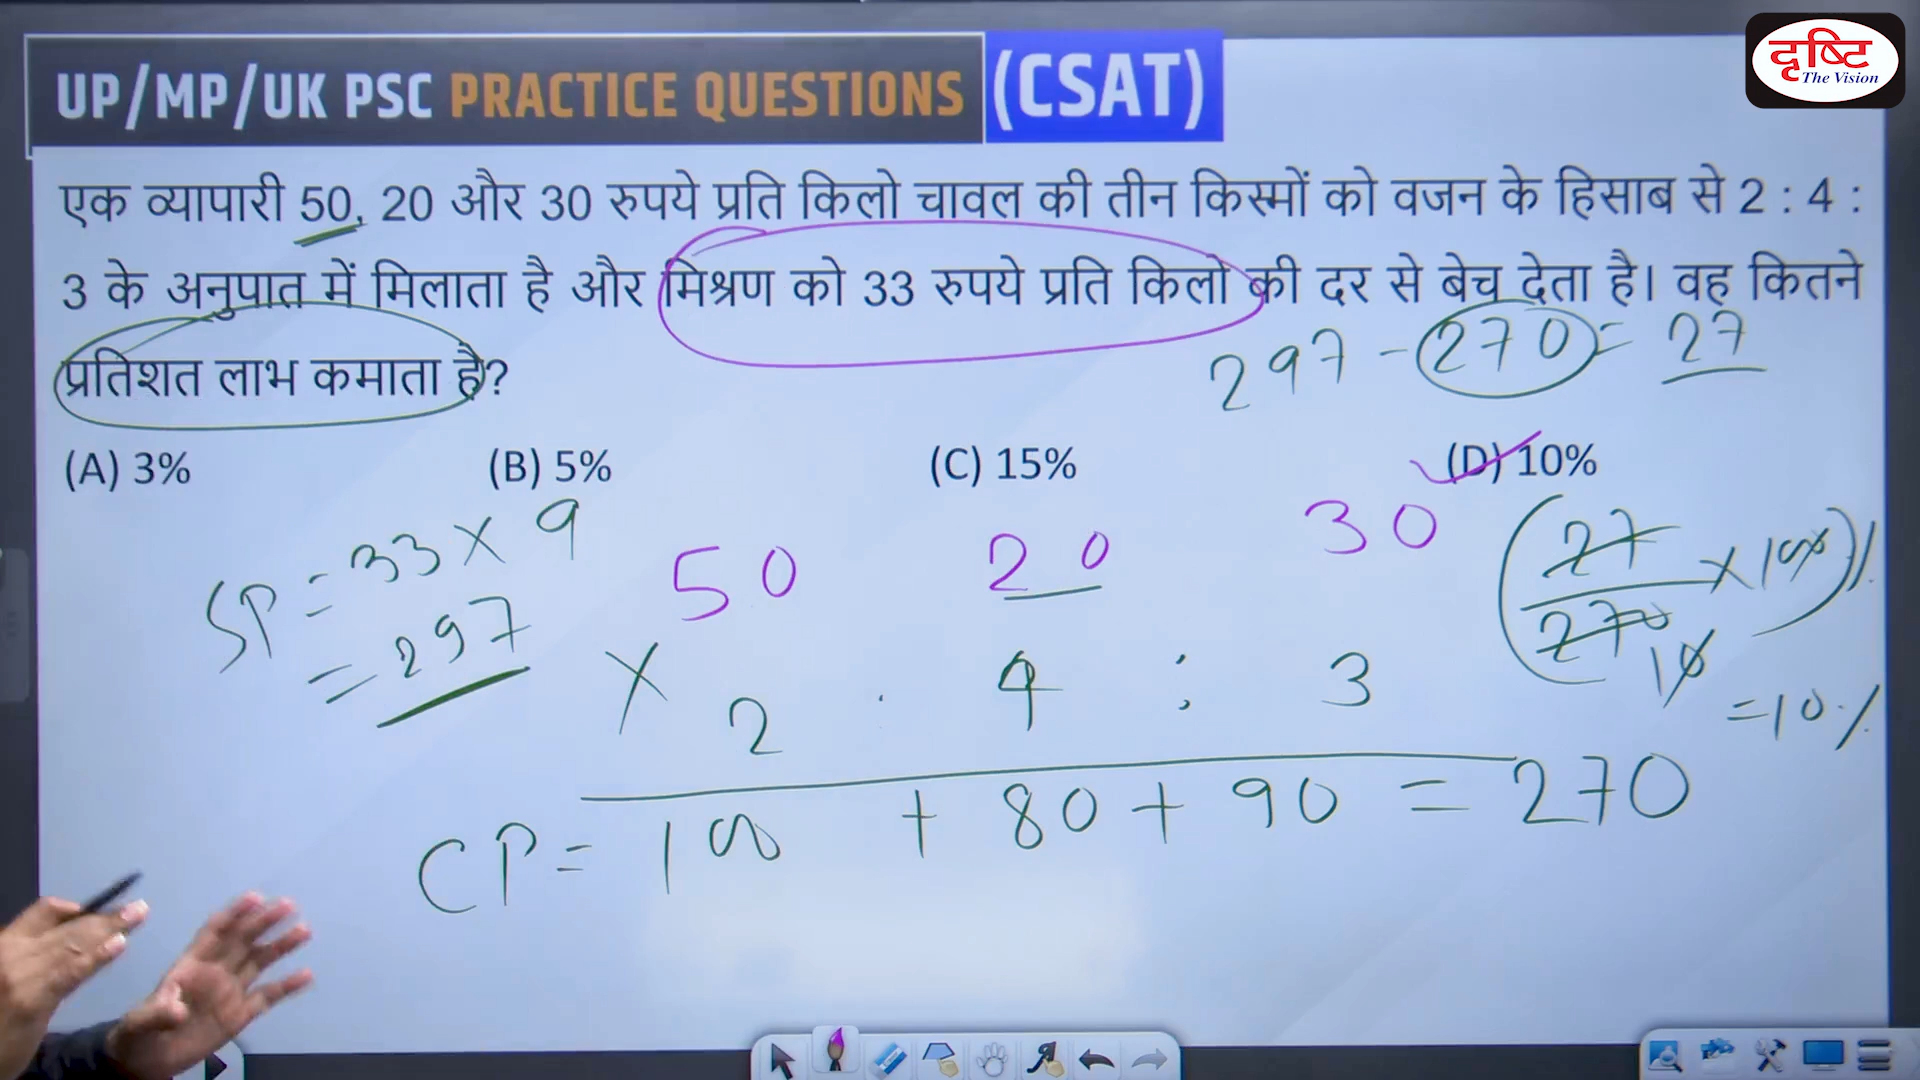 दृष्टि
The Vision
UP/MP/UK PSC PRACTICE QUESTIONS (CSAT)
एक व्यापारी 50, 20 और 30 रुपये प्रति किलो चावल की तीन किस्मों को वजन के हिसाब से 2 : 4 :
3 के अनुपात में मिलाता है और मिश्रण को 33 रुपये प्रति किलो की दर से बेच देता है। वह कितने
प्रतिशत लाभ कमाता है?
297 - 270 = 27
(A) 3% (B) 5% (C) 15% (D) 10%
SP = 33 × 9
= 297
50 20 30
× 2 : 4 : 3
CP = 100 + 80 + 90 = 270
(27/270 × 100)%
10
= 10%